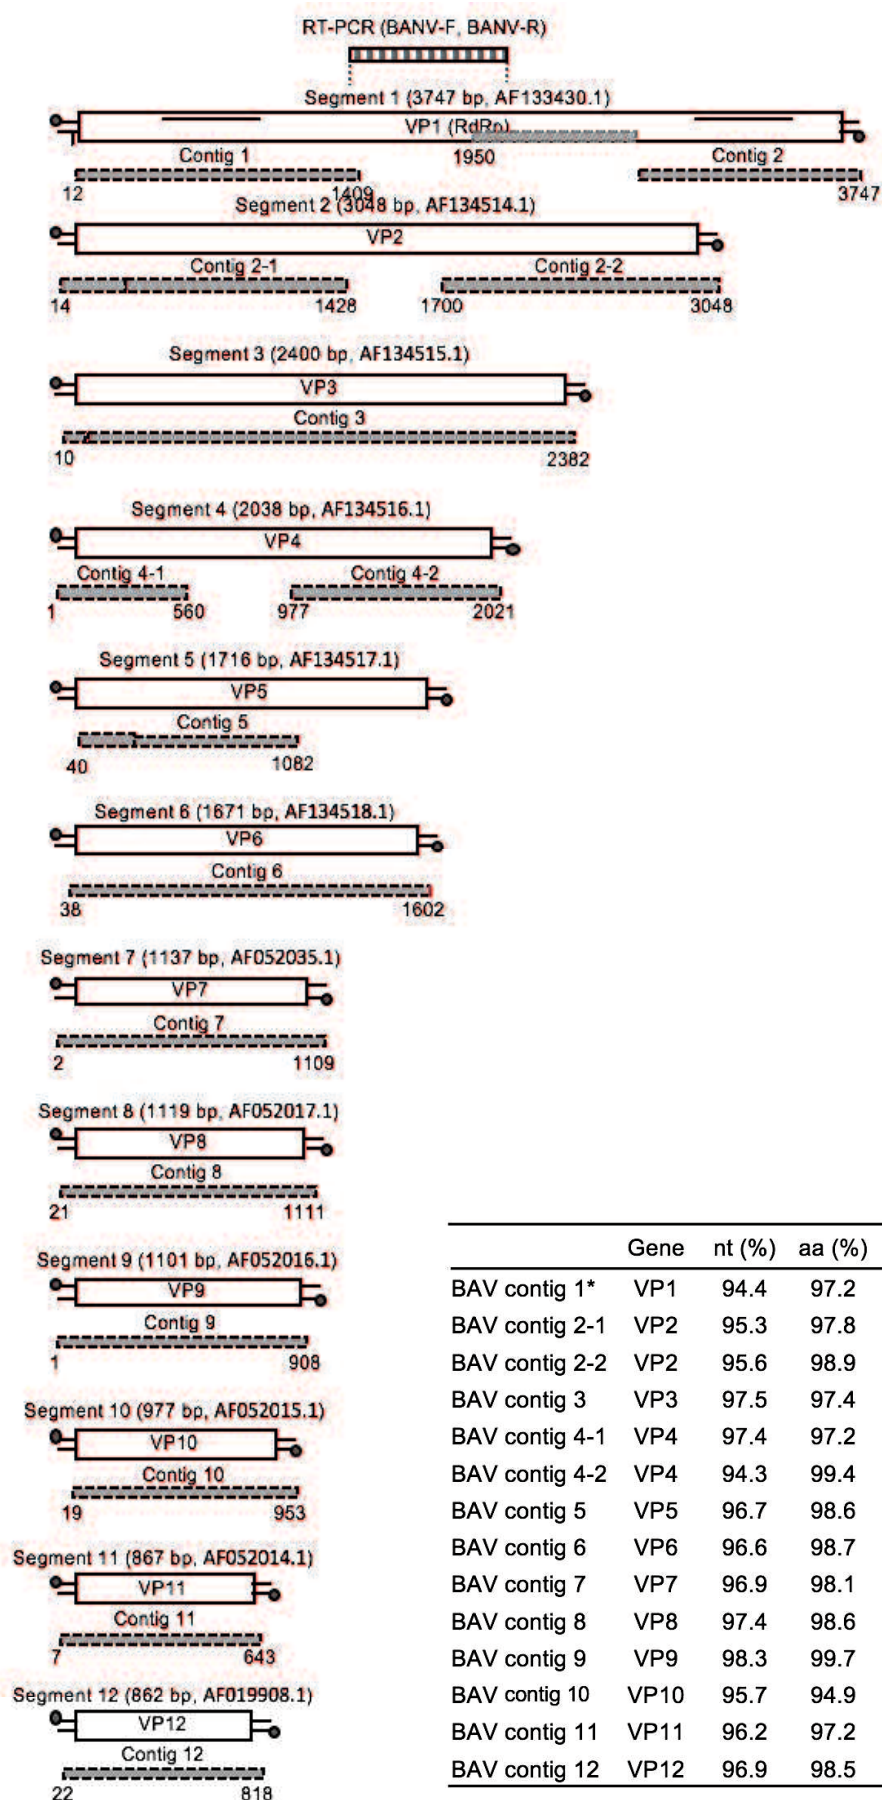 RT-PCR (BANV-F, BANV-R)
Segment 1 (3747 bp, AF133430.1)
VP1 (RdRp)
Contig 1
1950
Contig 2
12
1409
3747
Segment 2 (3048 bp, AF134514.1)
VP2
Contig 2-1
Contig 2-2
14
1428
1700
3048
Segment 3 (2400 bp, AF134515.1)
VP3
Contig 3
10
2382
Segment 4 (2038 bp, AF134516.1)
VP4
Contig 4-1
Contig 4-2
1
560
977
2021
Segment 5 (1716 bp, AF134517.1)
VP5
Contig 5
40
1082
Segment 6 (1671 bp, AF134518.1)
VP6
Contig 6
38
1602
Segment 7 (1137 bp, AF052035.1)
VP7
Contig 7
2
1109
Segment 8 (1119 bp, AF052017.1)
VP8
Contig 8
21
1111
Segment 9 (1101 bp, AF052016.1)
VP9
Contig 9
1
908
Segment 10 (977 bp, AF052015.1)
VP10
Contig 10
19
953
Segment 11 (867 bp, AF052014.1)
VP11
Contig 11
7
643
Segment 12 (862 bp, AF019908.1)
VP12
Contig 12
22
818
Gene nt (%) aa (%)
BAV contig 1* VP1 94.4 97.2
BAV contig 2-1 VP2 95.3 97.8
BAV contig 2-2 VP2 95.6 98.9
BAV contig 3 VP3 97.5 97.4
BAV contig 4-1 VP4 97.4 97.2
BAV contig 4-2 VP4 94.3 99.4
BAV contig 5 VP5 96.7 98.6
BAV contig 6 VP6 96.6 98.7
BAV contig 7 VP7 96.9 98.1
BAV contig 8 VP8 97.4 98.6
BAV contig 9 VP9 98.3 99.7
BAV contig 10 VP10 95.7 94.9
BAV contig 11 VP11 96.2 97.2
BAV contig 12 VP12 96.9 98.5